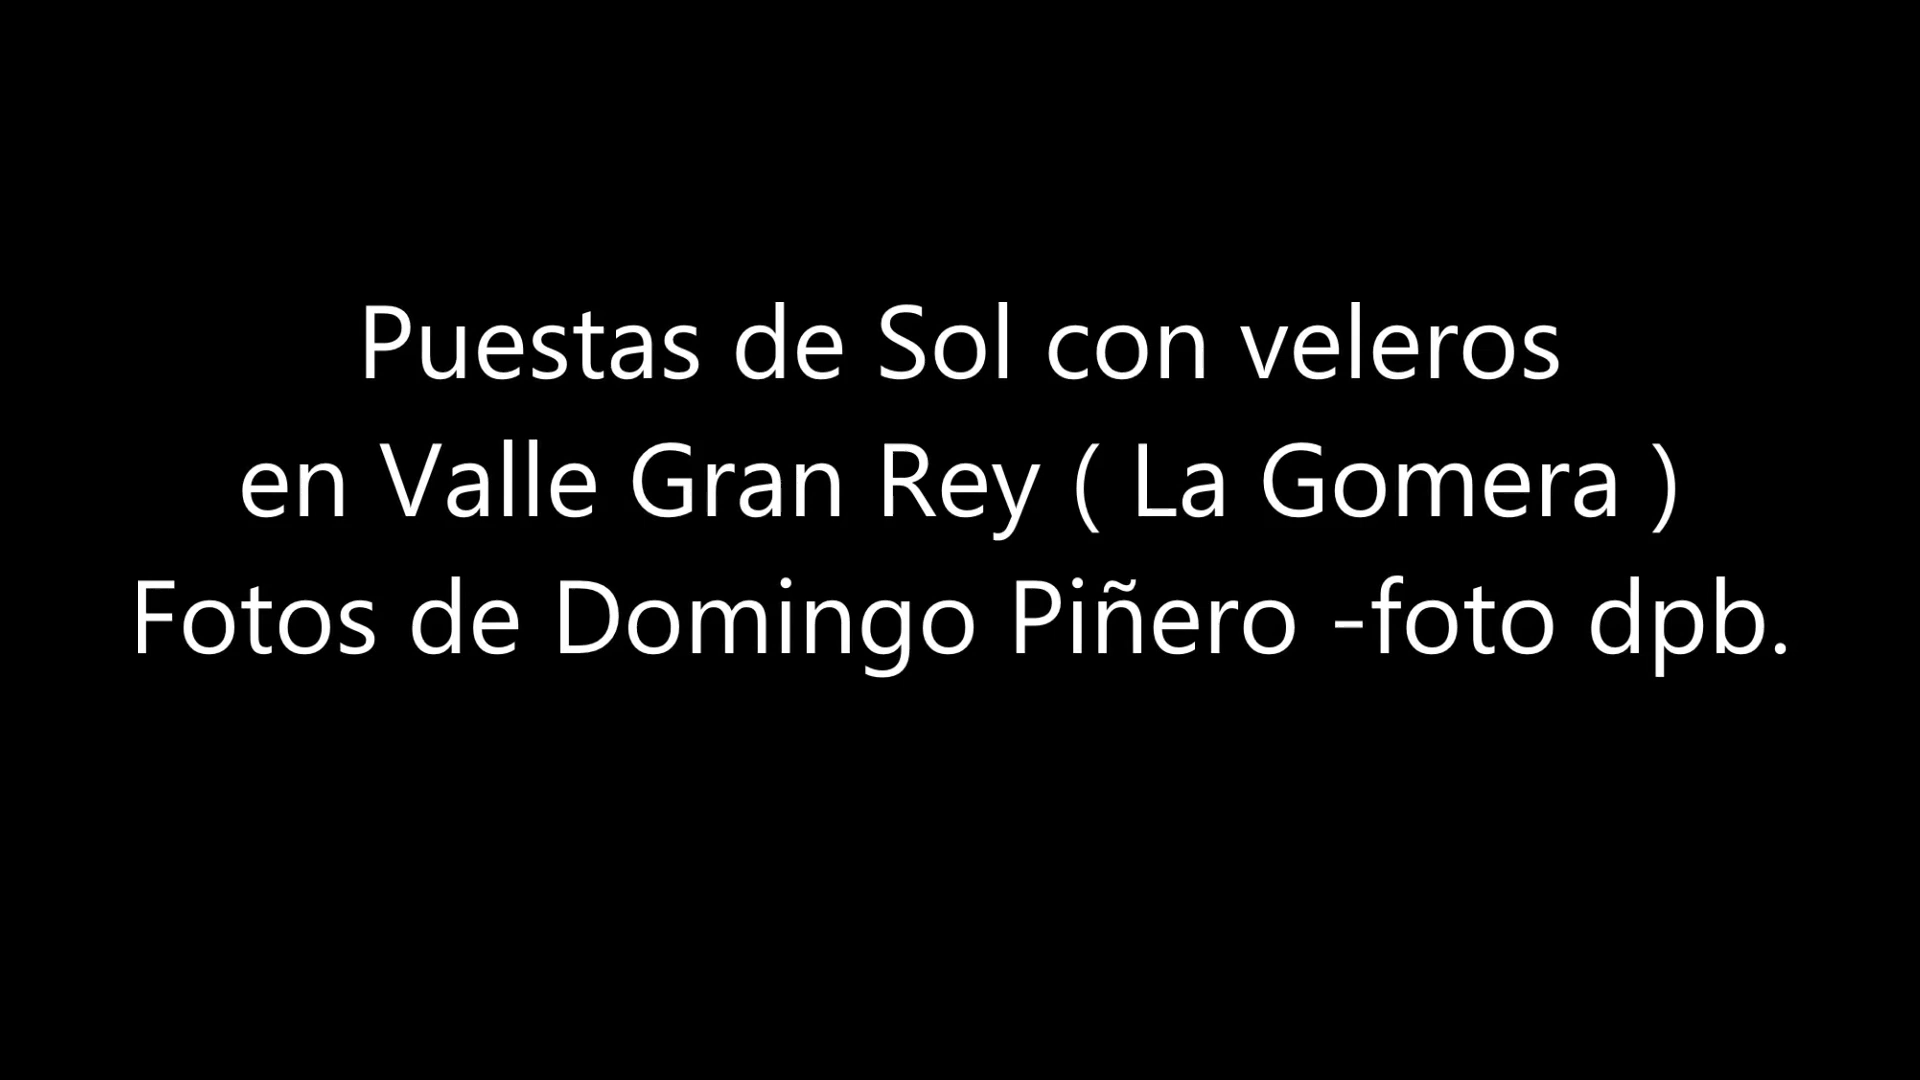 Puestas de Sol con veleros
en Valle Gran Rey ( La Gomera )
Fotos de Domingo Piñero -foto dpb.